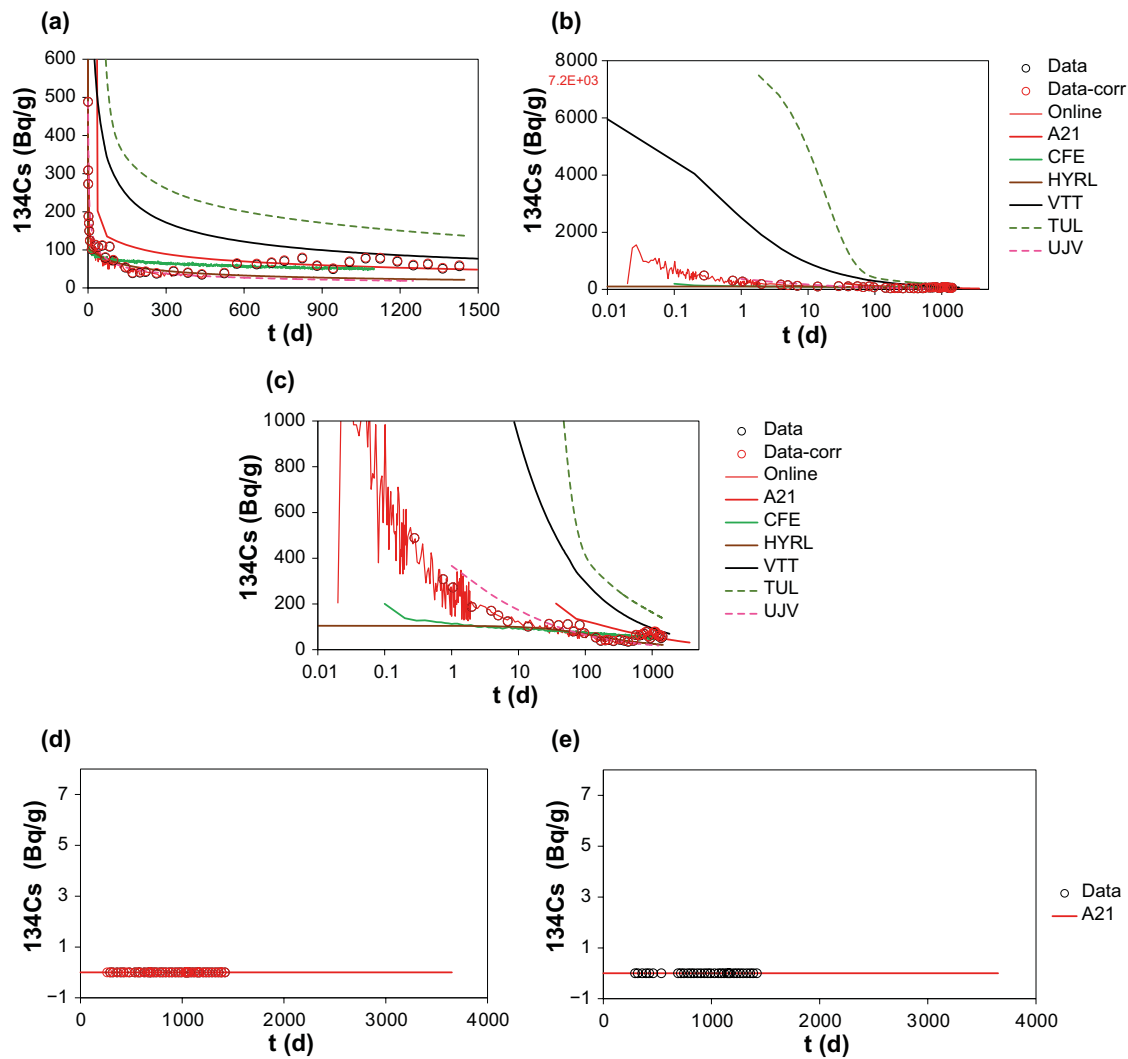 (a)
600
500
400
300
200
100
0
134Cs (Bq/g)
0 300 600 900 1200 1500
t (d)
(b)
8000
7.2E+03
6000
4000
2000
0
134Cs (Bq/g)
0.01 0.1 1 10 100 1000
t (d)
Data
Data-corr
Online
A21
CFE
HYRL
VTT
TUL
UJV
(c)
1000
800
600
400
200
0
134Cs (Bq/g)
0.01 0.1 1 10 100 1000
t (d)
Data
Data-corr
Online
A21
CFE
HYRL
VTT
TUL
UJV
(d)
7
5
3
1
−1
134Cs (Bq/g)
0 1000 2000 3000 4000
t (d)
(e)
7
5
3
1
−1
134Cs (Bq/g)
0 1000 2000 3000 4000
t (d)
Data
A21